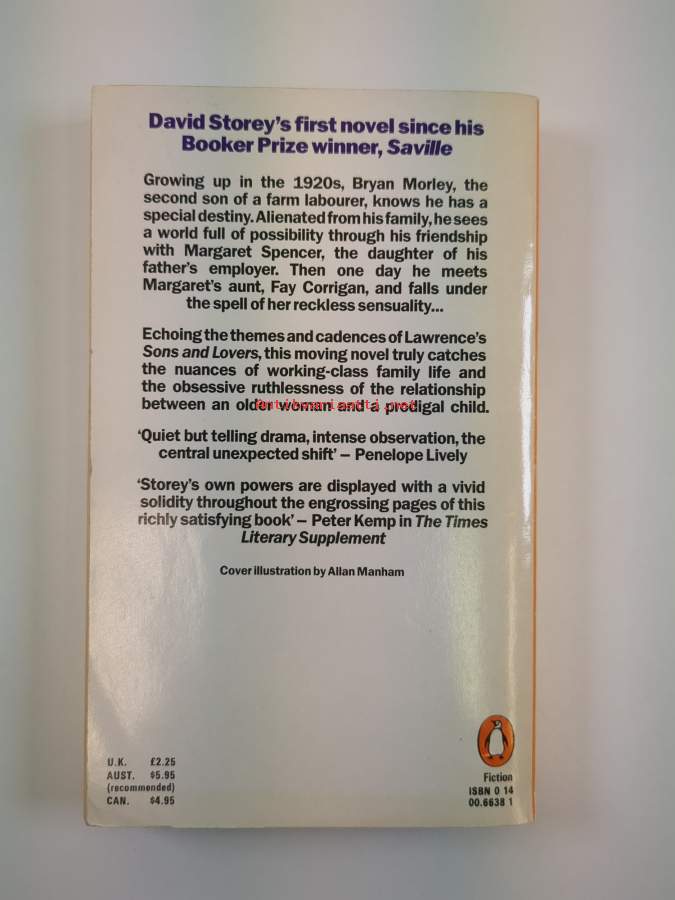 David Storey's first novel since his
Booker Prize winner, Saville
Growing up in the 1920s, Bryan Morley, the
second son of a farm labourer, knows he has a
special destiny. Alienated from his family, he sees
a world full of possibility through his friendship
with Margaret Spencer, the daughter of his
father's employer. Then one day he meets
Margaret's aunt, Fay Corrigan, and falls under
the spell of her reckless sensuality...
Echoing the themes and cadences of Lawrence's
Sons and Lovers, this moving novel truly catches
the nuances of working-class family life and
the obsessive ruthlessness of the relationship
between an older woman and a prodigal child.
Antikvariaatti.net
'Quiet but telling drama, intense observation, the
central unexpected shift' – Penelope Lively
'Storey's own powers are displayed with a vivid
solidity throughout the engrossing pages of this
richly satisfying book' – Peter Kemp in The Times
Literary Supplement
Cover illustration by Allan Manham
U.K. £2.25
AUST. $5.95
(recommended)
CAN. $4.95
Fiction
ISBN 0 14
00.6638 1